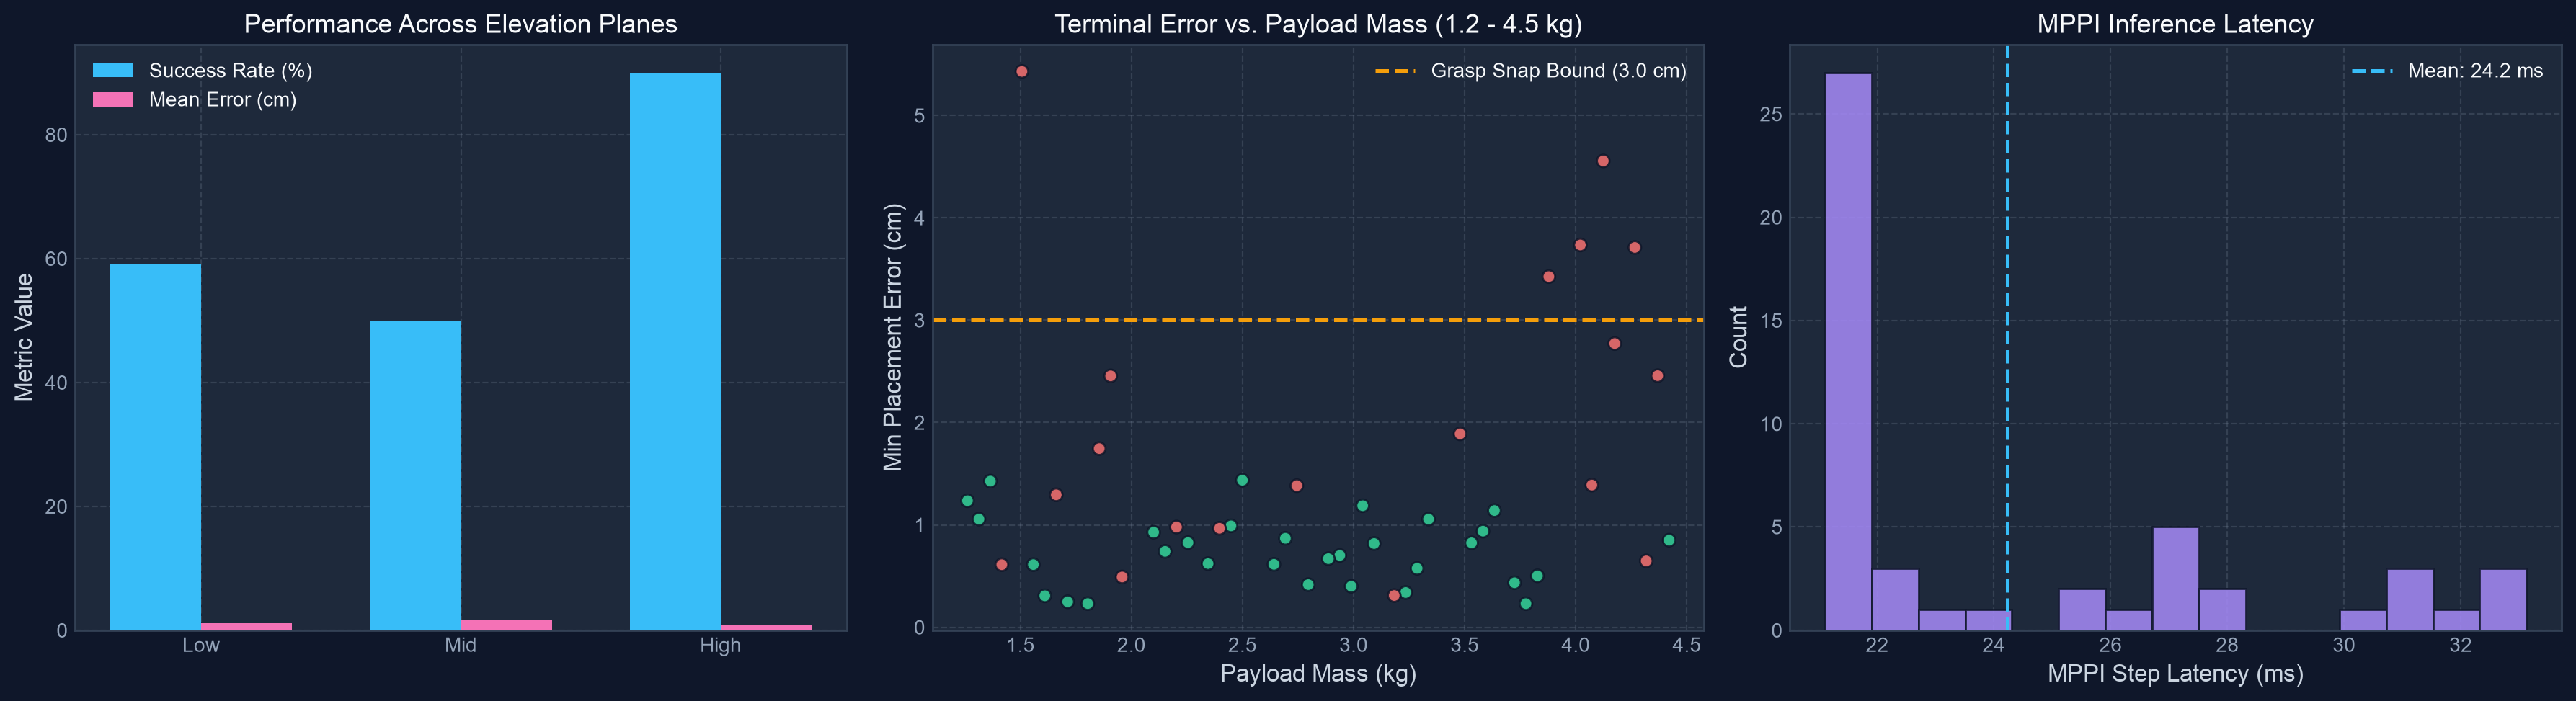 Performance Across Elevation Planes
Success Rate (%)
Mean Error (cm)
Metric Value
80
60
40
20
0
Low
Mid
High
Terminal Error vs. Payload Mass (1.2 - 4.5 kg)
Grasp Snap Bound (3.0 cm)
Min Placement Error (cm)
5
4
3
2
1
0
1.5
2.0
2.5
3.0
3.5
4.0
4.5
Payload Mass (kg)
MPPI Inference Latency
Mean: 24.2 ms
Count
25
20
15
10
5
0
22
24
26
28
30
32
MPPI Step Latency (ms)